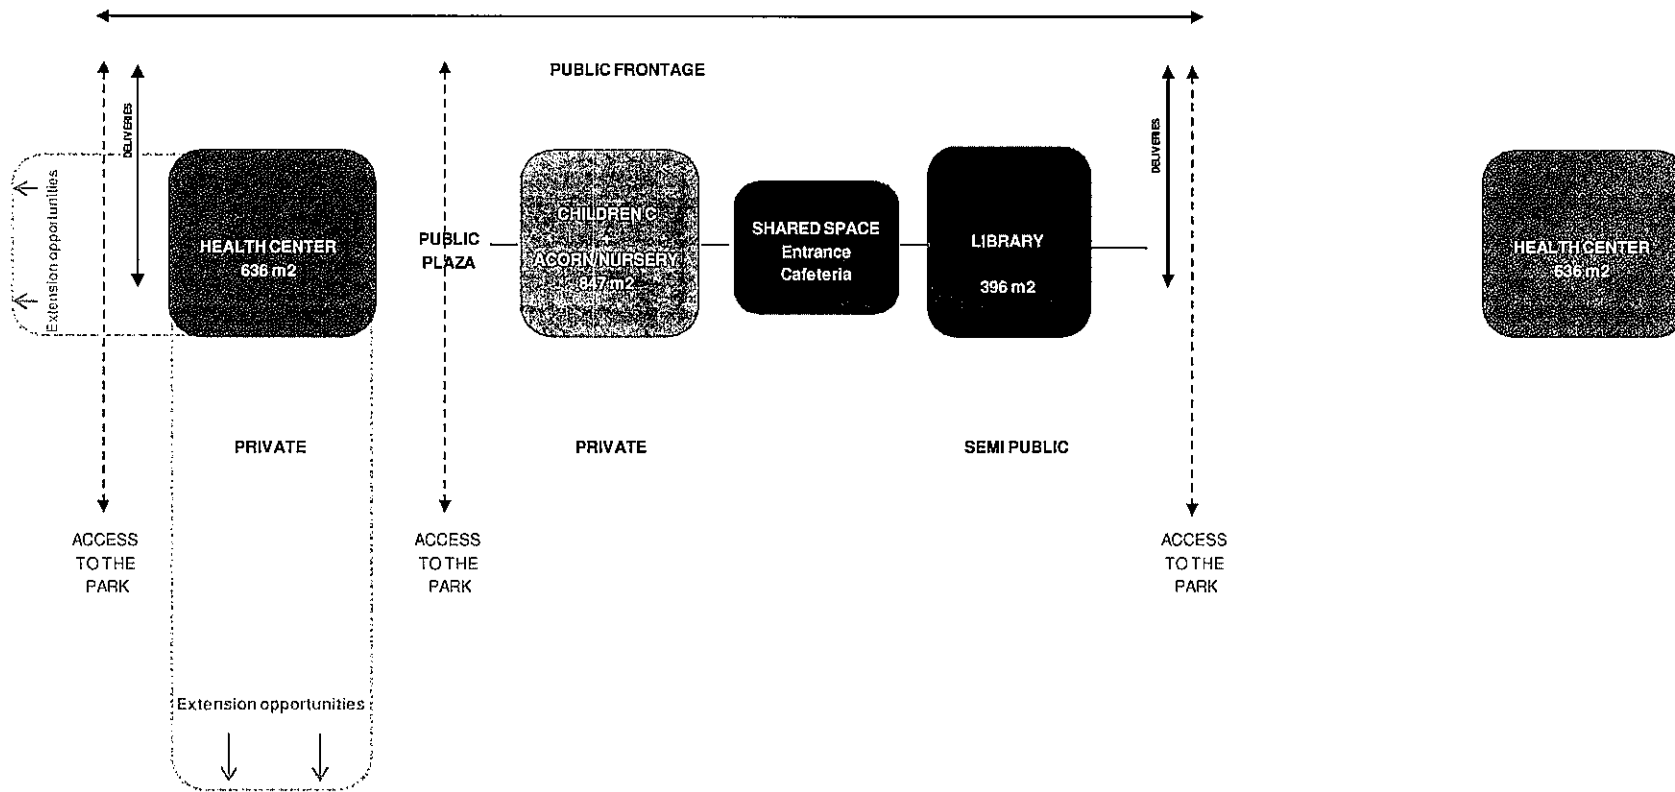 PUBLIC FRONTAGE
DELIVERIES
DELIVERIES
Extension opportunities
HEALTH CENTER
636 m2
PUBLIC
PLAZA
CHILDREN C
+
ACORN/NURSERY
847 m2
SHARED SPACE
Entrance
Cafeteria
LIBRARY
396 m2
HEALTH CENTER
636 m2
PRIVATE
PRIVATE
SEMI PUBLIC
ACCESS
TO THE
PARK
ACCESS
TO THE
PARK
ACCESS
TO THE
PARK
Extension opportunities